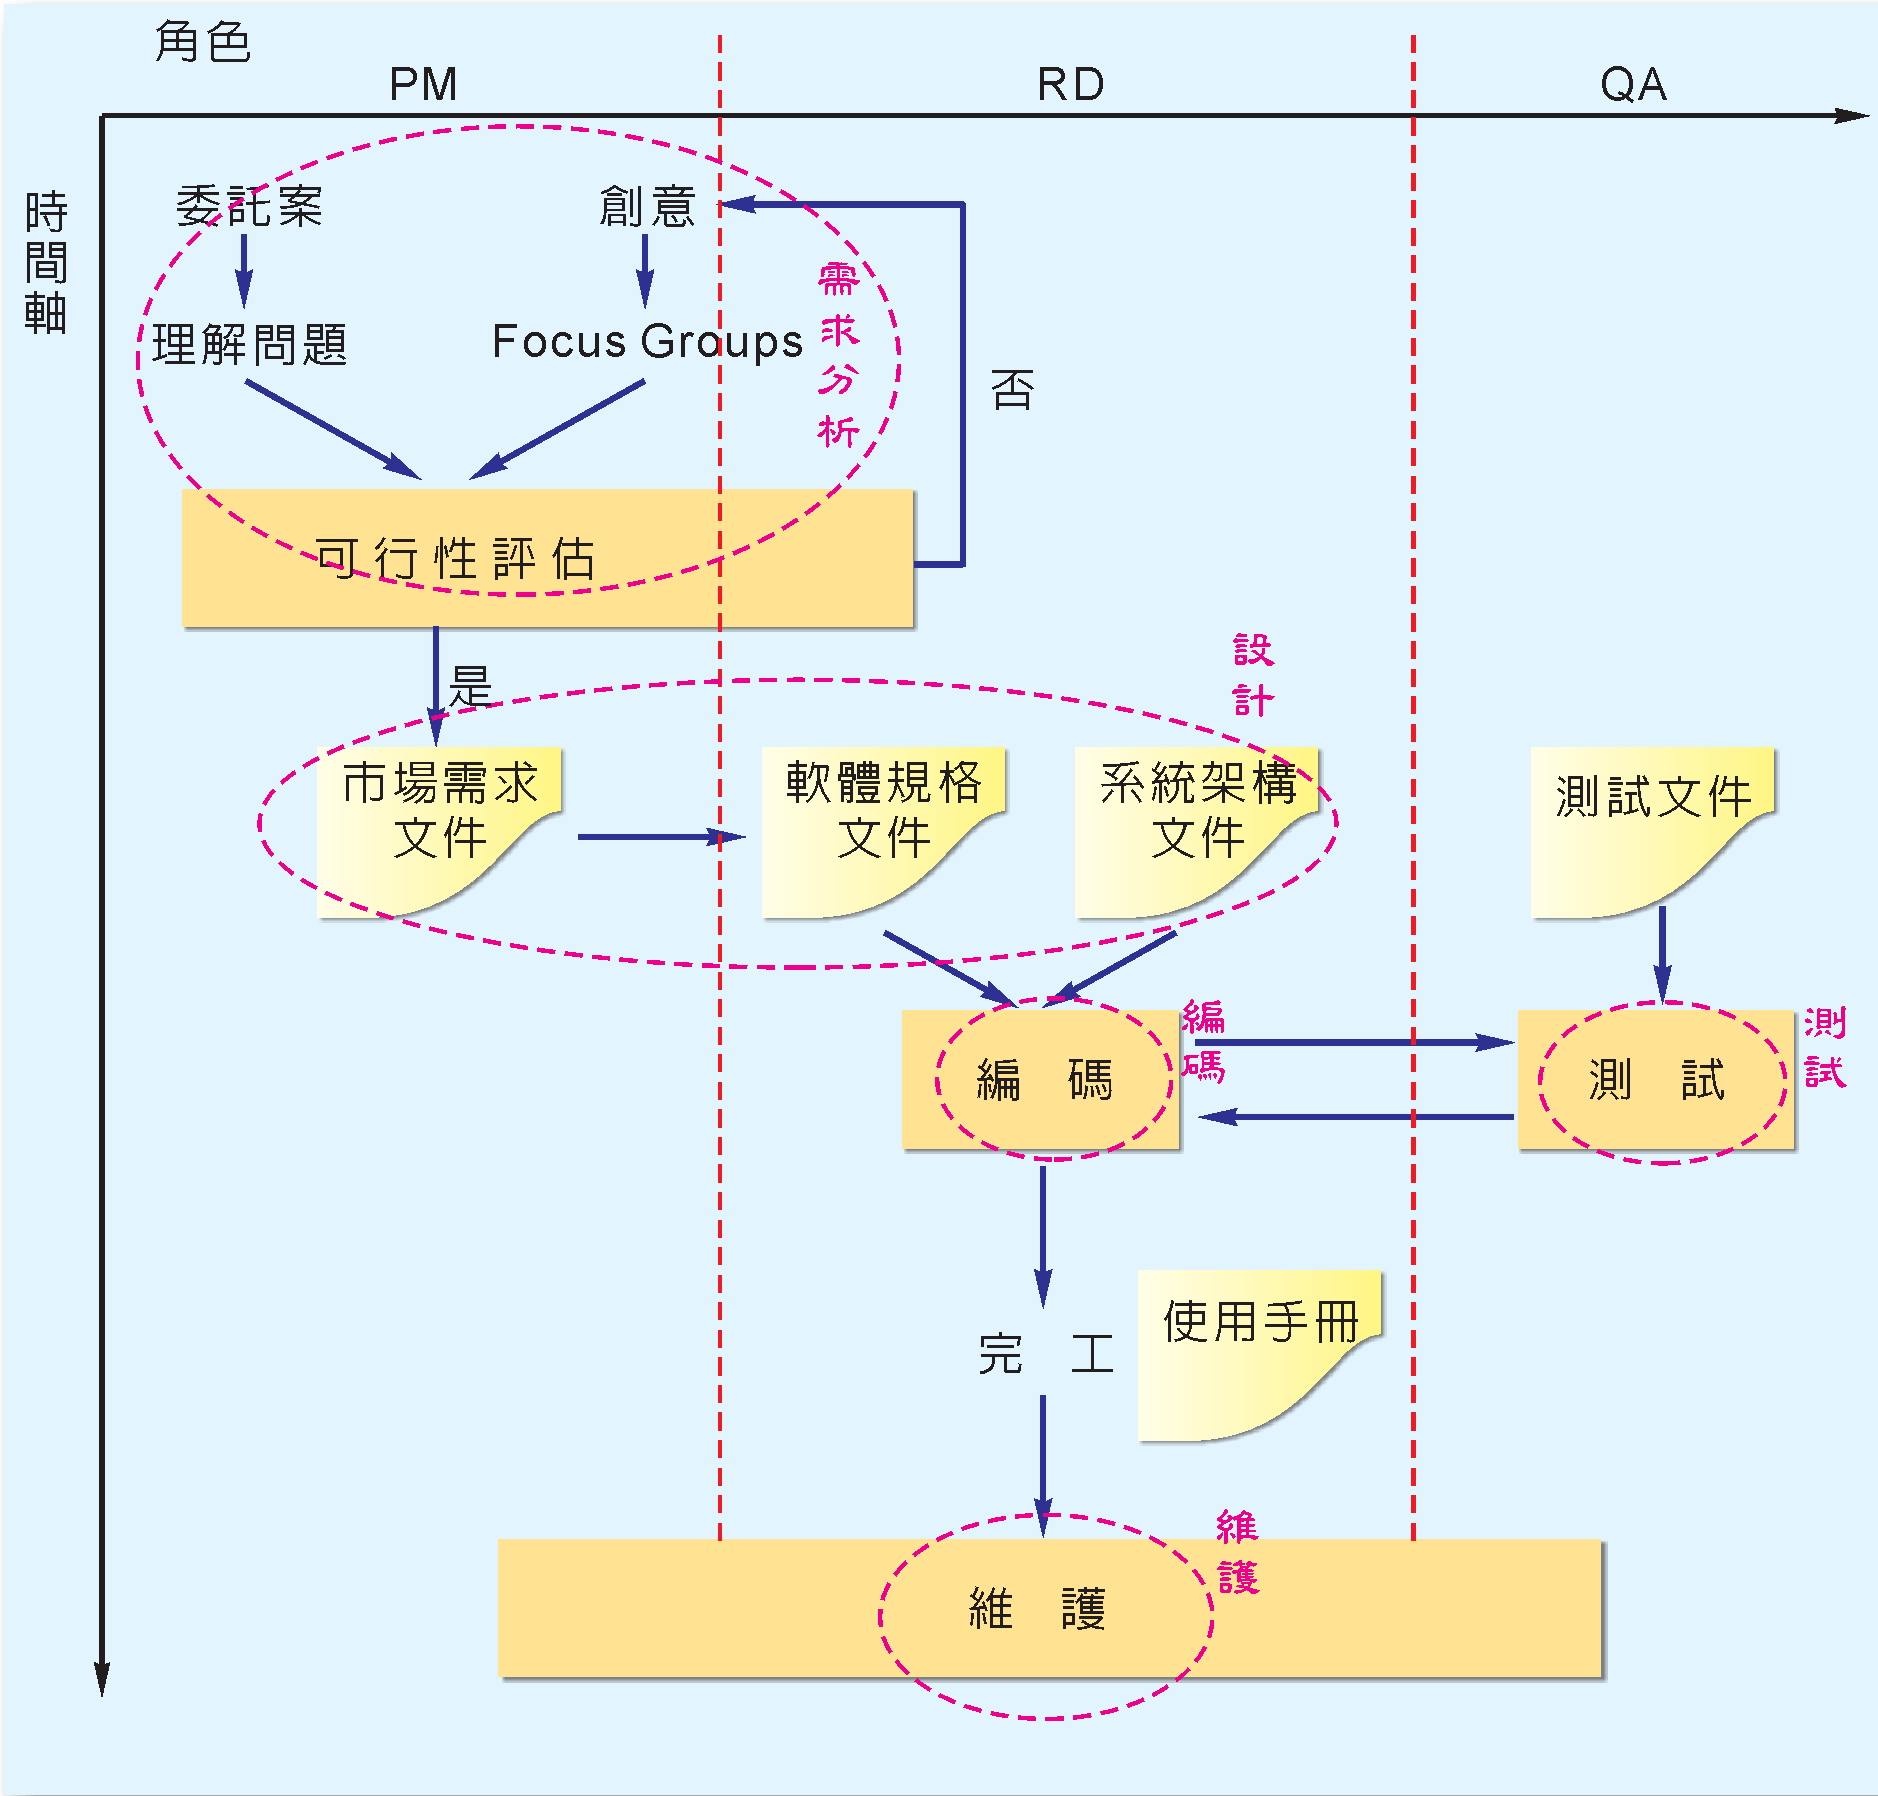 角色
PM
RD
QA
時間軸
委託案
創意
理解問題
Focus Groups
需求分析
否
可行性評估
是
設計
市場需求
文件
軟體規格
文件
系統架構
文件
測試文件
編碼
編碼
測試
測試
完工
使用手冊
維護
維護